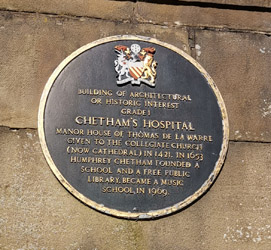 BUILDING OF ARCHITECTURAL
OR HISTORIC INTEREST
GRADE I
CHETHAM'S HOSPITAL
MANOR HOUSE OF THOMAS DE LA WARRE
GIVEN TO THE COLLEGIATE CHURCH
(NOW CATHEDRAL) IN 1421. IN 1653
HUMPHREY CHETHAM FOUNDED A
SCHOOL AND A FREE PUBLIC
LIBRARY, BECAME A MUSIC
SCHOOL, IN 1969.